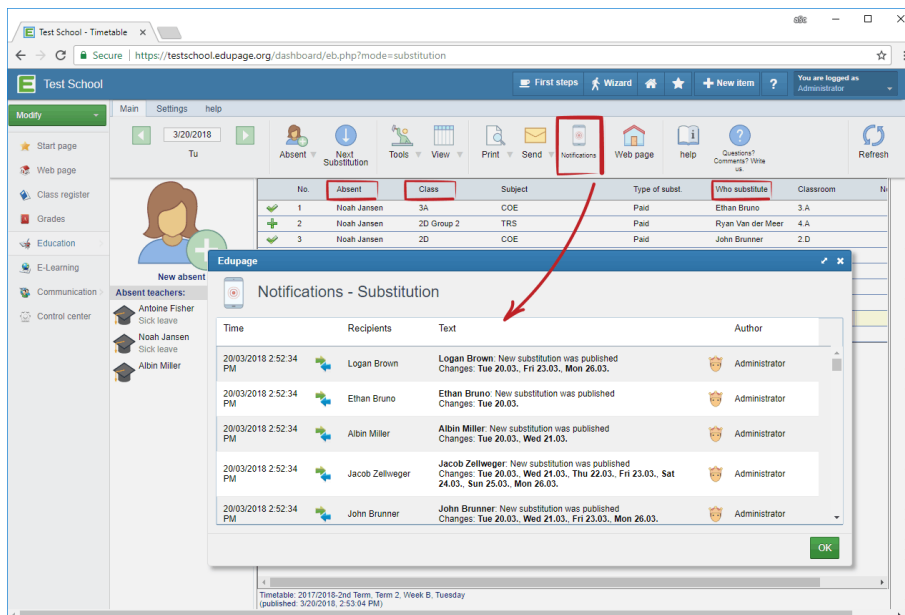 Test School - Timetable
Secure | https://testschool.edupage.org/dashboard/eb.php?mode=substitution
Test School
First steps
Wizard
New item
?
You are logged as
Administrator
Modify
Main Settings help
3/20/2018
Tu
Absent
Next Substitution
Tools
View
Print
Send
Notifications
Web page
help
Questions?
Comments? Write
us.
Refresh
Start page
Web page
Class register
Grades
Education
E-Learning
Communication
Control center
New absent
Absent teachers:
Antoine Fisher
Sick leave
Noah Jansen
Sick leave
Albin Miller
No. Absent Class Subject Type of subst. Who substitute Classroom
1 Noah Jansen 3A COE Paid Ethan Bruno 3.A
2 Noah Jansen 2D Group 2 TRS Paid Ryan Van der Meer 4.A
3 Noah Jansen 2D COE Paid John Brunner 2.D
Edupage
Notifications - Substitution
Time Recipients Text Author
20/03/2018 2:52:34 PM Logan Brown Logan Brown: New substitution was published
Changes: Tue 20.03., Fri 23.03., Mon 26.03. Administrator
20/03/2018 2:52:34 PM Ethan Bruno Ethan Bruno: New substitution was published
Changes: Tue 20.03. Administrator
20/03/2018 2:52:34 PM Albin Miller Albin Miller: New substitution was published
Changes: Tue 20.03., Wed 21.03. Administrator
20/03/2018 2:52:34 PM Jacob Zellweger Jacob Zellweger: New substitution was published
Changes: Tue 20.03., Wed 21.03., Thu 22.03., Fri 23.03., Sat
24.03., Sun 25.03., Mon 26.03. Administrator
20/03/2018 2:52:34 PM John Brunner John Brunner: New substitution was published
Changes: Tue 20.03., Wed 21.03., Fri 23.03., Mon 26.03. Administrator
OK
Timetable: 2017/2018-2nd Term, Term 2, Week B, Tuesday
(published: 3/20/2018, 2:53:04 PM)